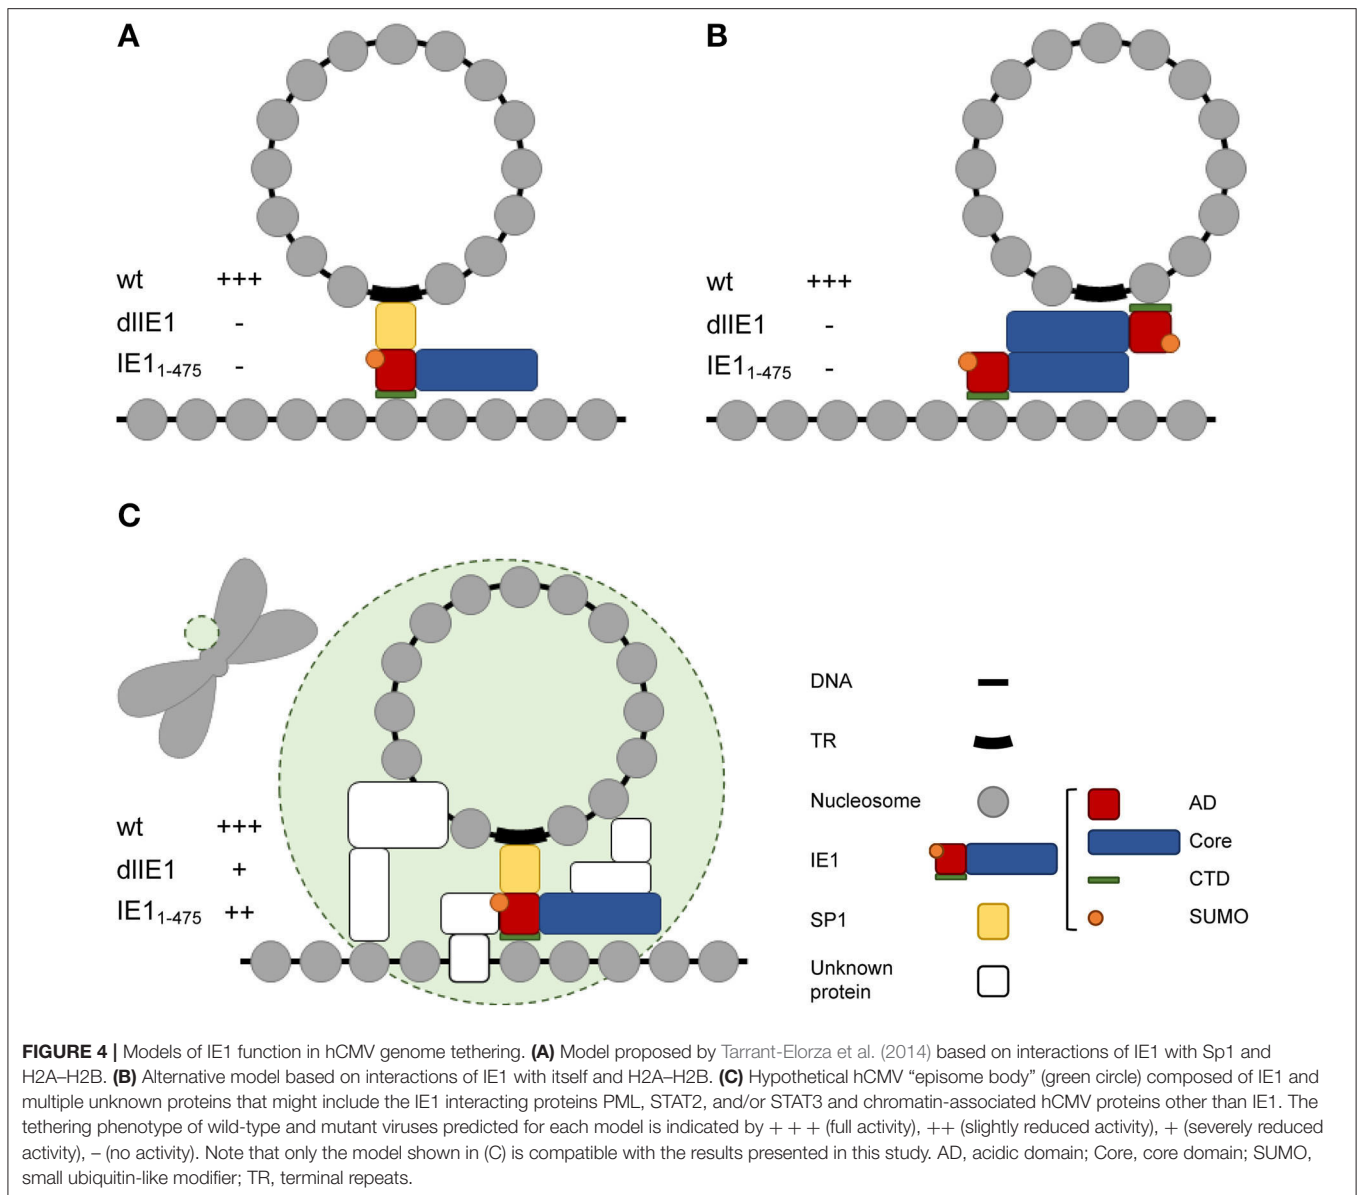 A
wt +++
dlIE1 -
IE1₁₋₄₇₅ -
B
wt +++
dlIE1 -
IE1₁₋₄₇₅ -
C
wt +++
dlIE1 +
IE1₁₋₄₇₅ ++
DNA
TR
Nucleosome
IE1
SP1
Unknown
protein
AD
Core
CTD
SUMO
FIGURE 4 | Models of IE1 function in hCMV genome tethering. (A) Model proposed by Tarrant-Elorza et al. (2014) based on interactions of IE1 with Sp1 and
H2A–H2B. (B) Alternative model based on interactions of IE1 with itself and H2A–H2B. (C) Hypothetical hCMV “episome body” (green circle) composed of IE1 and
multiple unknown proteins that might include the IE1 interacting proteins PML, STAT2, and/or STAT3 and chromatin-associated hCMV proteins other than IE1. The
tethering phenotype of wild-type and mutant viruses predicted for each model is indicated by + + + (full activity), ++ (slightly reduced activity), + (severely reduced
activity), – (no activity). Note that only the model shown in (C) is compatible with the results presented in this study. AD, acidic domain; Core, core domain; SUMO,
small ubiquitin-like modifier; TR, terminal repeats.